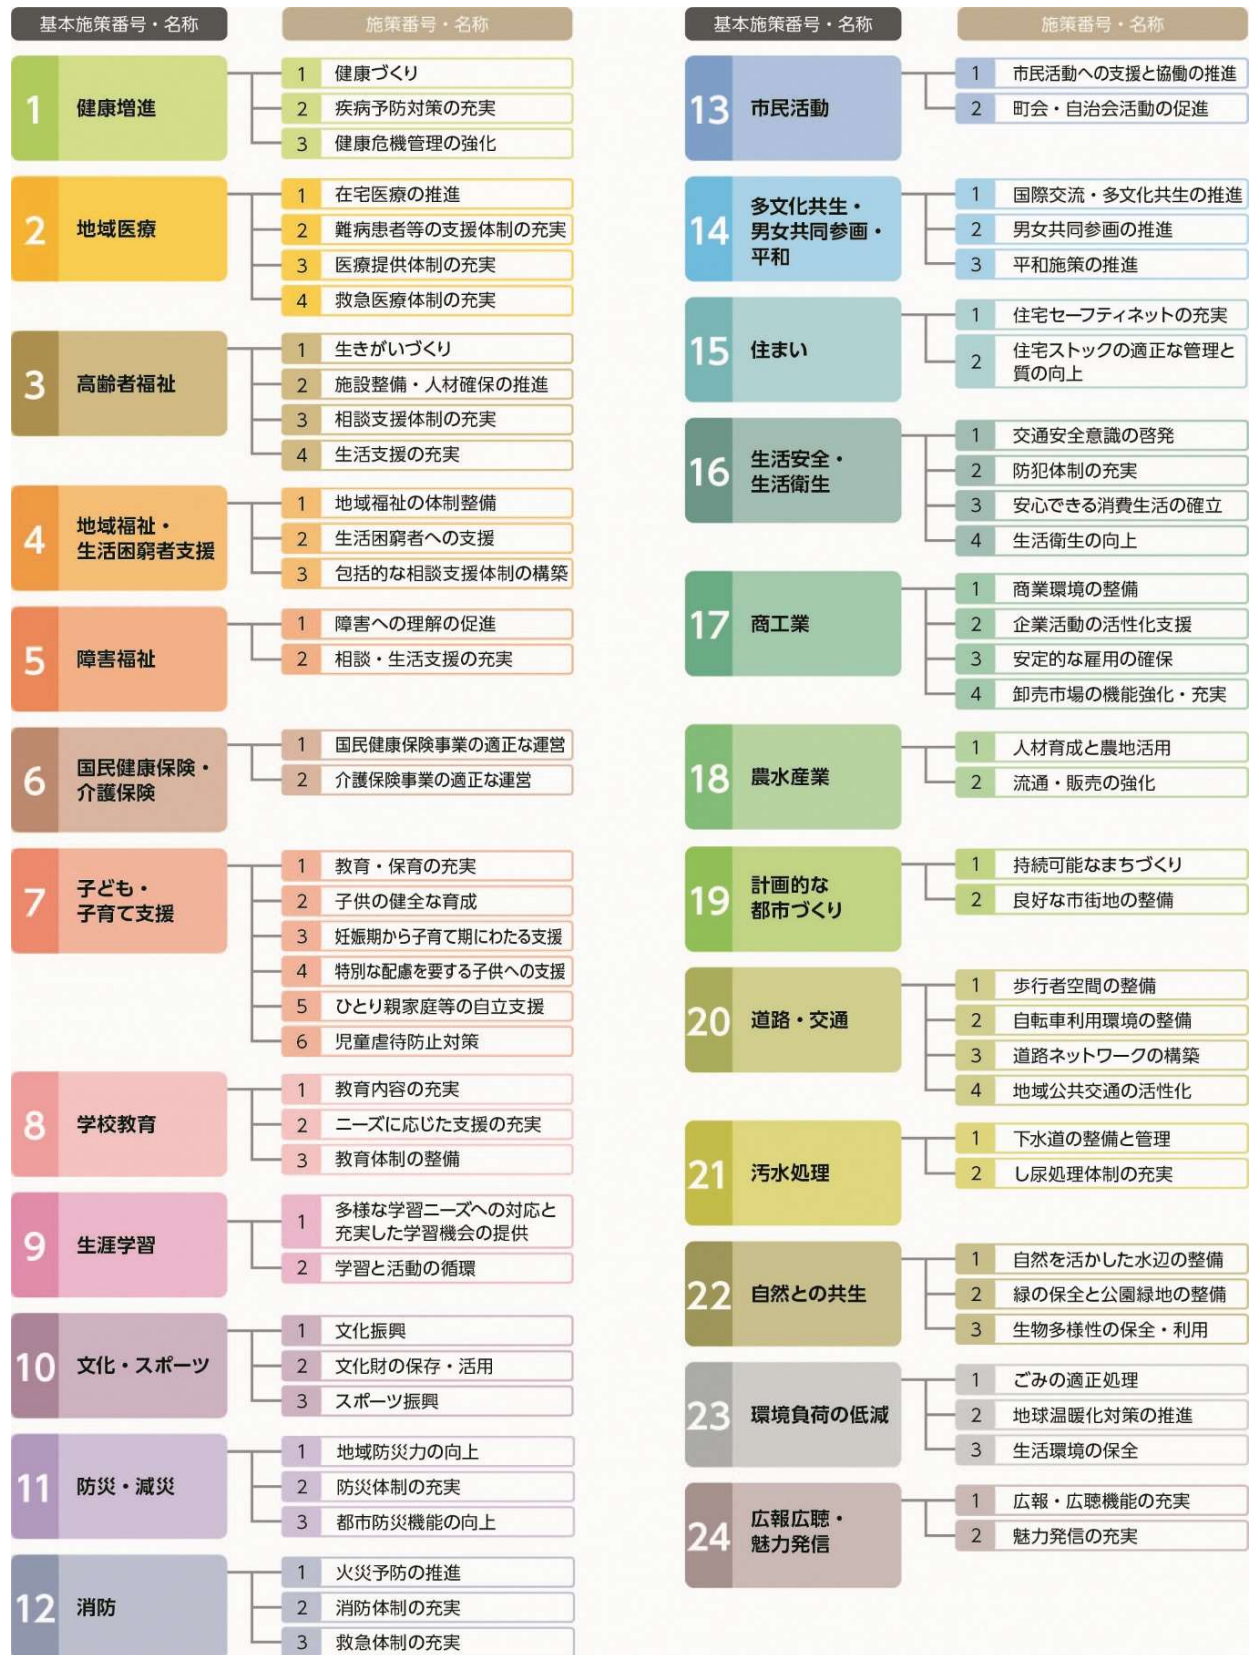 基本施策番号・名称
施策番号・名称
1 健康増進
1 健康づくり
2 疾病予防対策の充実
3 健康危機管理の強化
2 地域医療
1 在宅医療の推進
2 難病患者等の支援体制の充実
3 医療提供体制の充実
4 救急医療体制の充実
3 高齢者福祉
1 生きがいづくり
2 施設整備・人材確保の推進
3 相談支援体制の充実
4 生活支援の充実
4 地域福祉・
生活困窮者支援
1 地域福祉の体制整備
2 生活困窮者への支援
3 包括的な相談支援体制の構築
5 障害福祉
1 障害への理解の促進
2 相談・生活支援の充実
6 国民健康保険・
介護保険
1 国民健康保険事業の適正な運営
2 介護保険事業の適正な運営
7 子ども・
子育て支援
1 教育・保育の充実
2 子供の健全な育成
3 妊娠期から子育て期にわたる支援
4 特別な配慮を要する子供への支援
5 ひとり親家庭等の自立支援
6 児童虐待防止対策
8 学校教育
1 教育内容の充実
2 ニーズに応じた支援の充実
3 教育体制の整備
9 生涯学習
1 多様な学習ニーズへの対応と
充実した学習機会の提供
2 学習と活動の循環
10 文化・スポーツ
1 文化振興
2 文化財の保存・活用
3 スポーツ振興
11 防災・減災
1 地域防災力の向上
2 防災体制の充実
3 都市防災機能の向上
12 消防
1 火災予防の推進
2 消防体制の充実
3 救急体制の充実
基本施策番号・名称
施策番号・名称
13 市民活動
1 市民活動への支援と協働の推進
2 町会・自治会活動の促進
14 多文化共生・
男女共同参画・
平和
1 国際交流・多文化共生の推進
2 男女共同参画の推進
3 平和施策の推進
15 住まい
1 住宅セーフティネットの充実
2 住宅ストックの適正な管理と
質の向上
16 生活安全・
生活衛生
1 交通安全意識の啓発
2 防犯体制の充実
3 安心できる消費生活の確立
4 生活衛生の向上
17 商工業
1 商業環境の整備
2 企業活動の活性化支援
3 安定的な雇用の確保
4 卸売市場の機能強化・充実
18 農水産業
1 人材育成と農地活用
2 流通・販売の強化
19 計画的な
都市づくり
1 持続可能なまちづくり
2 良好な市街地の整備
20 道路・交通
1 歩行者空間の整備
2 自転車利用環境の整備
3 道路ネットワークの構築
4 地域公共交通の活性化
21 汚水処理
1 下水道の整備と管理
2 し尿処理体制の充実
22 自然との共生
1 自然を活かした水辺の整備
2 緑の保全と公園緑地の整備
3 生物多様性の保全・利用
23 環境負荷の低減
1 ごみの適正処理
2 地球温暖化対策の推進
3 生活環境の保全
24 広報広聴・
魅力発信
1 広報・広聴機能の充実
2 魅力発信の充実